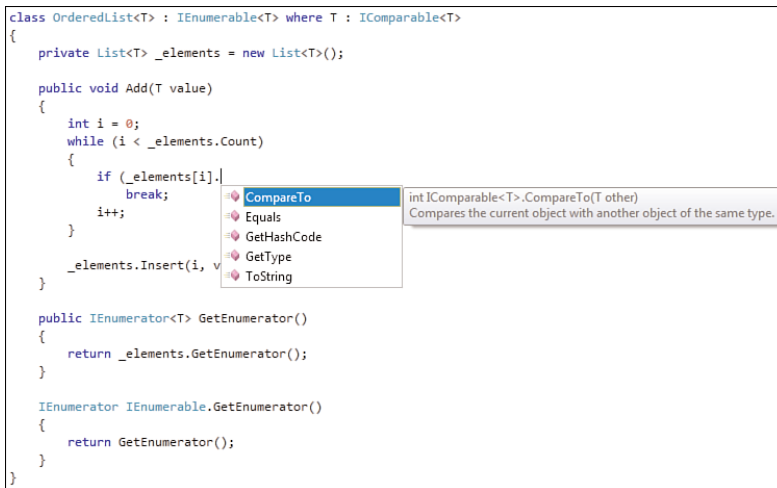 class OrderedList<T> : IEnumerable<T> where T : IComparable<T>
{
    private List<T> _elements = new List<T>();

    public void Add(T value)
    {
        int i = 0;
        while (i < _elements.Count)
        {
            if (_elements[i].
                break;
            i++;
        }

        _elements.Insert(i, v
    }

CompareTo
Equals
GetHashCode
GetType
ToString
int IComparable<T>.CompareTo(T other)
Compares the current object with another object of the same type.

    public IEnumerator<T> GetEnumerator()
    {
        return _elements.GetEnumerator();
    }

    IEnumerator IEnumerable.GetEnumerator()
    {
        return GetEnumerator();
    }
}